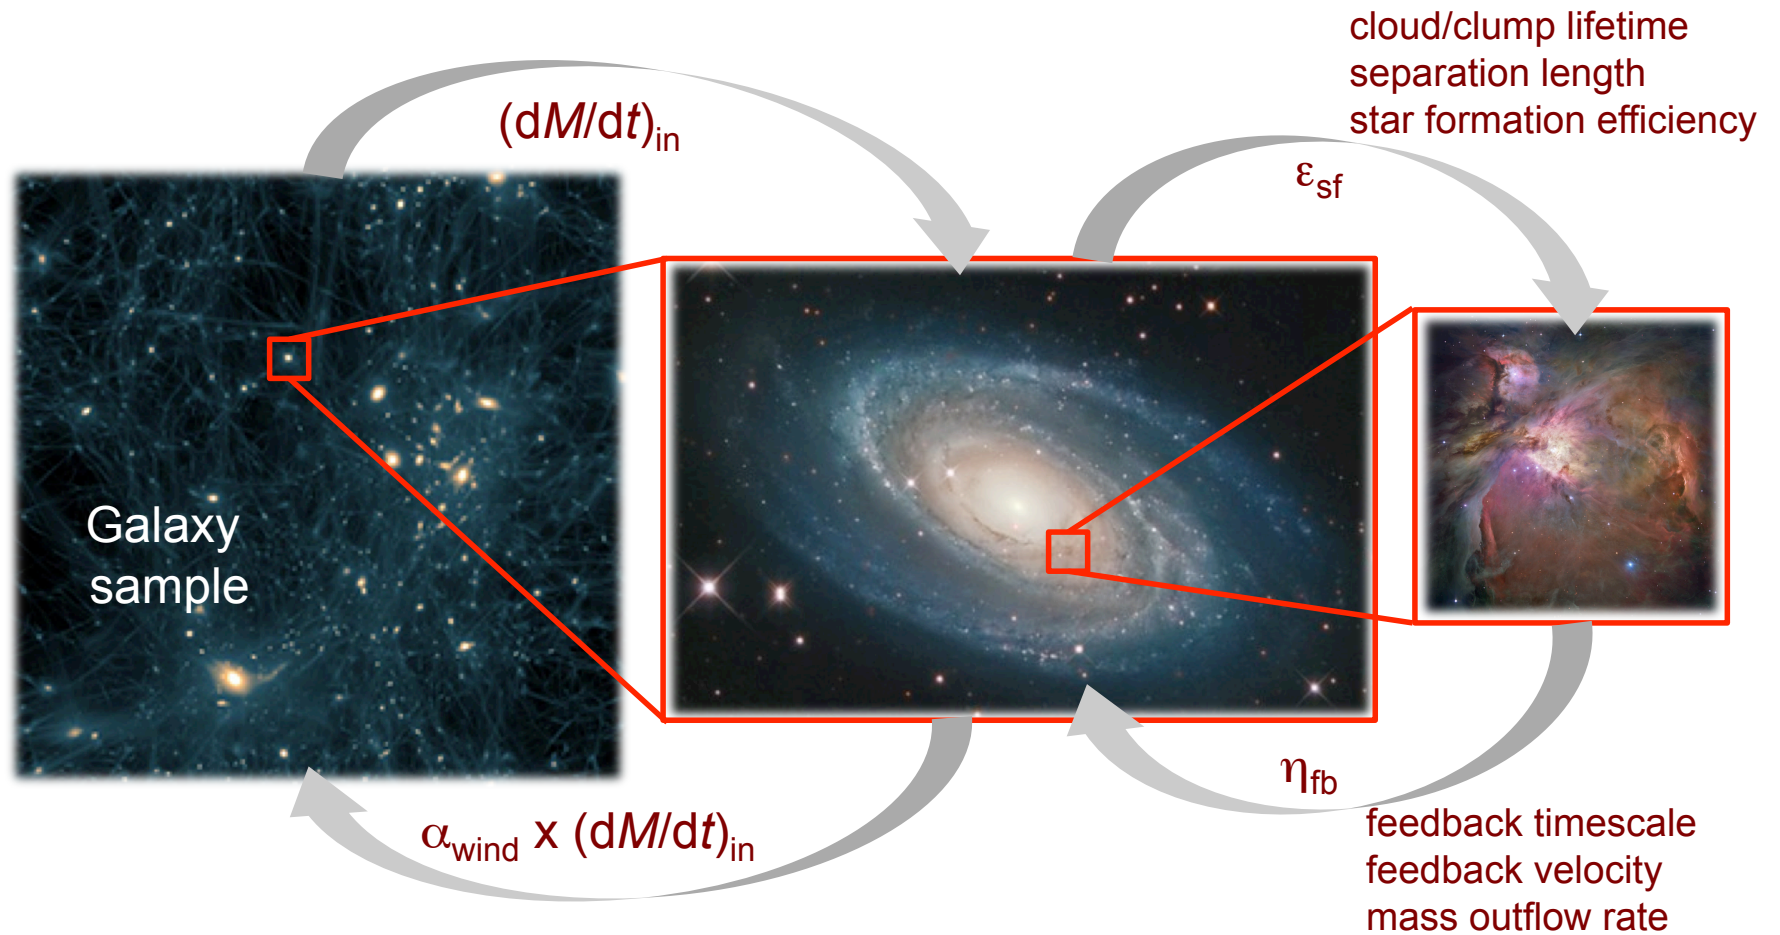 cloud/clump lifetime
separation length
star formation efficiency
(dM/dt)in
εsf
Galaxy
sample
ηfb
αwind x (dM/dt)in
feedback timescale
feedback velocity
mass outflow rate